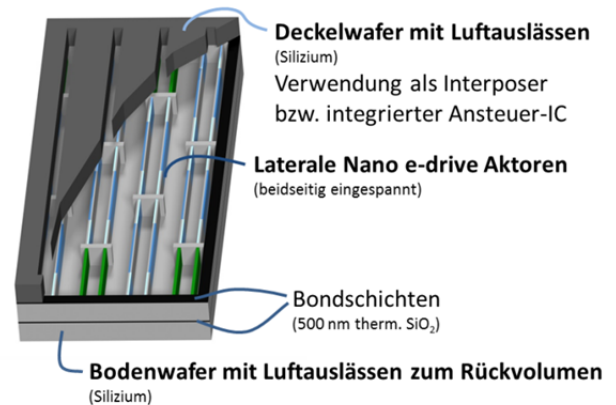 Deckelwafer mit Luftauslässen
(Silizium)
Verwendung als Interposer
bzw. integrierter Ansteuer-IC
Laterale Nano e-drive Aktoren
(beidseitig eingespannt)
Bondschichten
(500 nm therm. SiO₂)
Bodenwafer mit Luftauslässen zum Rückvolumen
(Silizium)